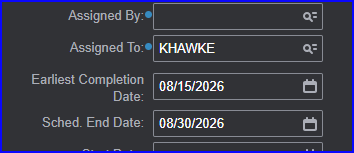 Assigned By:
Assigned To: KHAWKE
Earliest Completion
Date: 08/15/2026
Sched. End Date: 08/30/2026